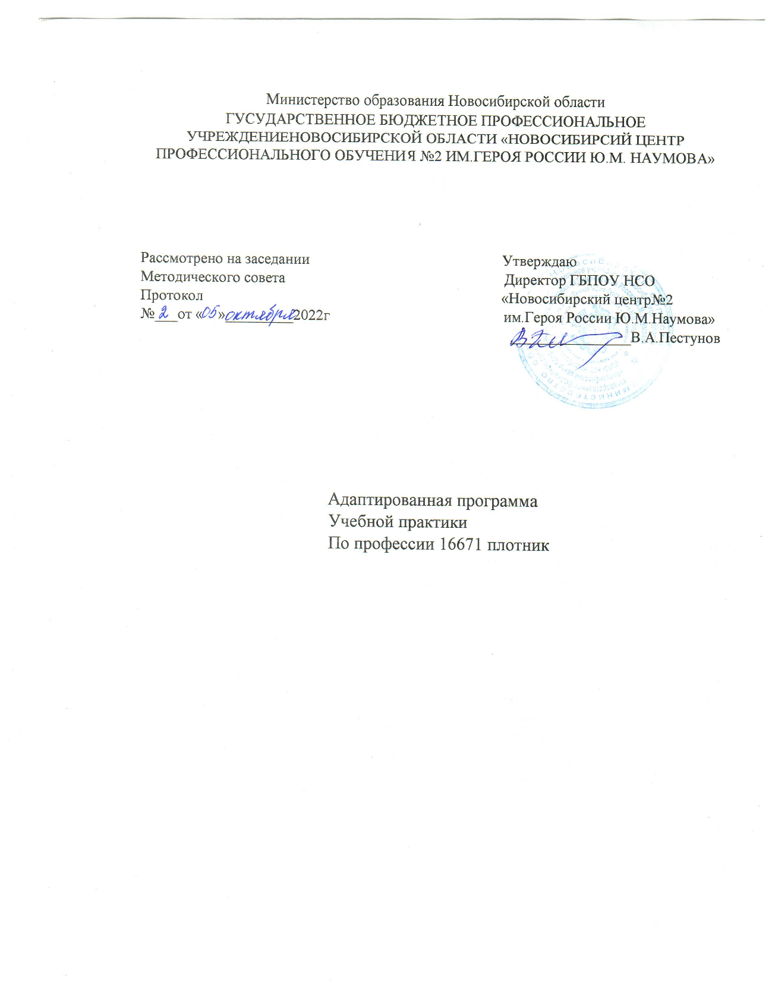 Министерство образования Новосибирской области
ГУСУДАРСТВЕННОЕ БЮДЖЕТНОЕ ПРОФЕССИОНАЛЬНОЕ
УЧРЕЖДЕНИЕНОВОСИБИРСКОЙ ОБЛАСТИ «НОВОСИБИРСИЙ ЦЕНТР
ПРОФЕССИОНАЛЬНОГО ОБУЧЕНИЯ №2 ИМ.ГЕРОЯ РОССИИ Ю.М. НАУМОВА»
Рассмотрено на заседании
Методического совета
Протокол
№ 2 от «05» октября 2022г
Утверждаю
Директор ГБПОУ НСО
«Новосибирский центр№2
им.Героя России Ю.М.Наумова»
В.А.Пестунов
МИНИСТЕРСТВО
Адаптированная программа
Учебной практики
По профессии 16671 плотник